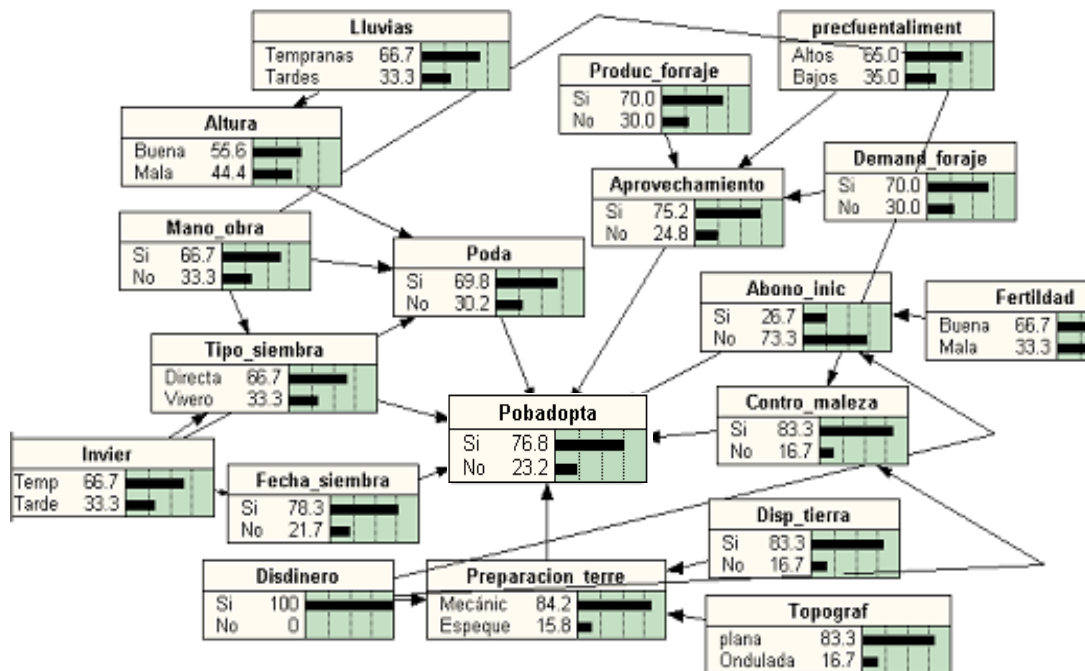 Lluvias
Tempranas 66.7
Tardes 33.3
precfuentaliment
Altos 65.0
Bajos 35.0
Produc_forraje
Si 70.0
No 30.0
Altura
Buena 55.6
Mala 44.4
Demand_foraje
Si 70.0
No 30.0
Aprovechamiento
Si 75.2
No 24.8
Mano_obra
Si 66.7
No 33.3
Poda
Si 69.8
No 30.2
Abono_inic
Si 26.7
No 73.3
Fertildad
Buena 66.7
Mala 33.3
Tipo_siembra
Directa 66.7
Vivero 33.3
Pobadopta
Si 76.8
No 23.2
Contro_maleza
Si 83.3
No 16.7
Invier
Temp 66.7
Tarde 33.3
Fecha_siembra
Si 78.3
No 21.7
Disp_tierra
Si 83.3
No 16.7
Disdinero
Si 100
No 0
Preparacion_terre
Mecánic 84.2
Espeque 15.8
Topograf
plana 83.3
Ondulada 16.7